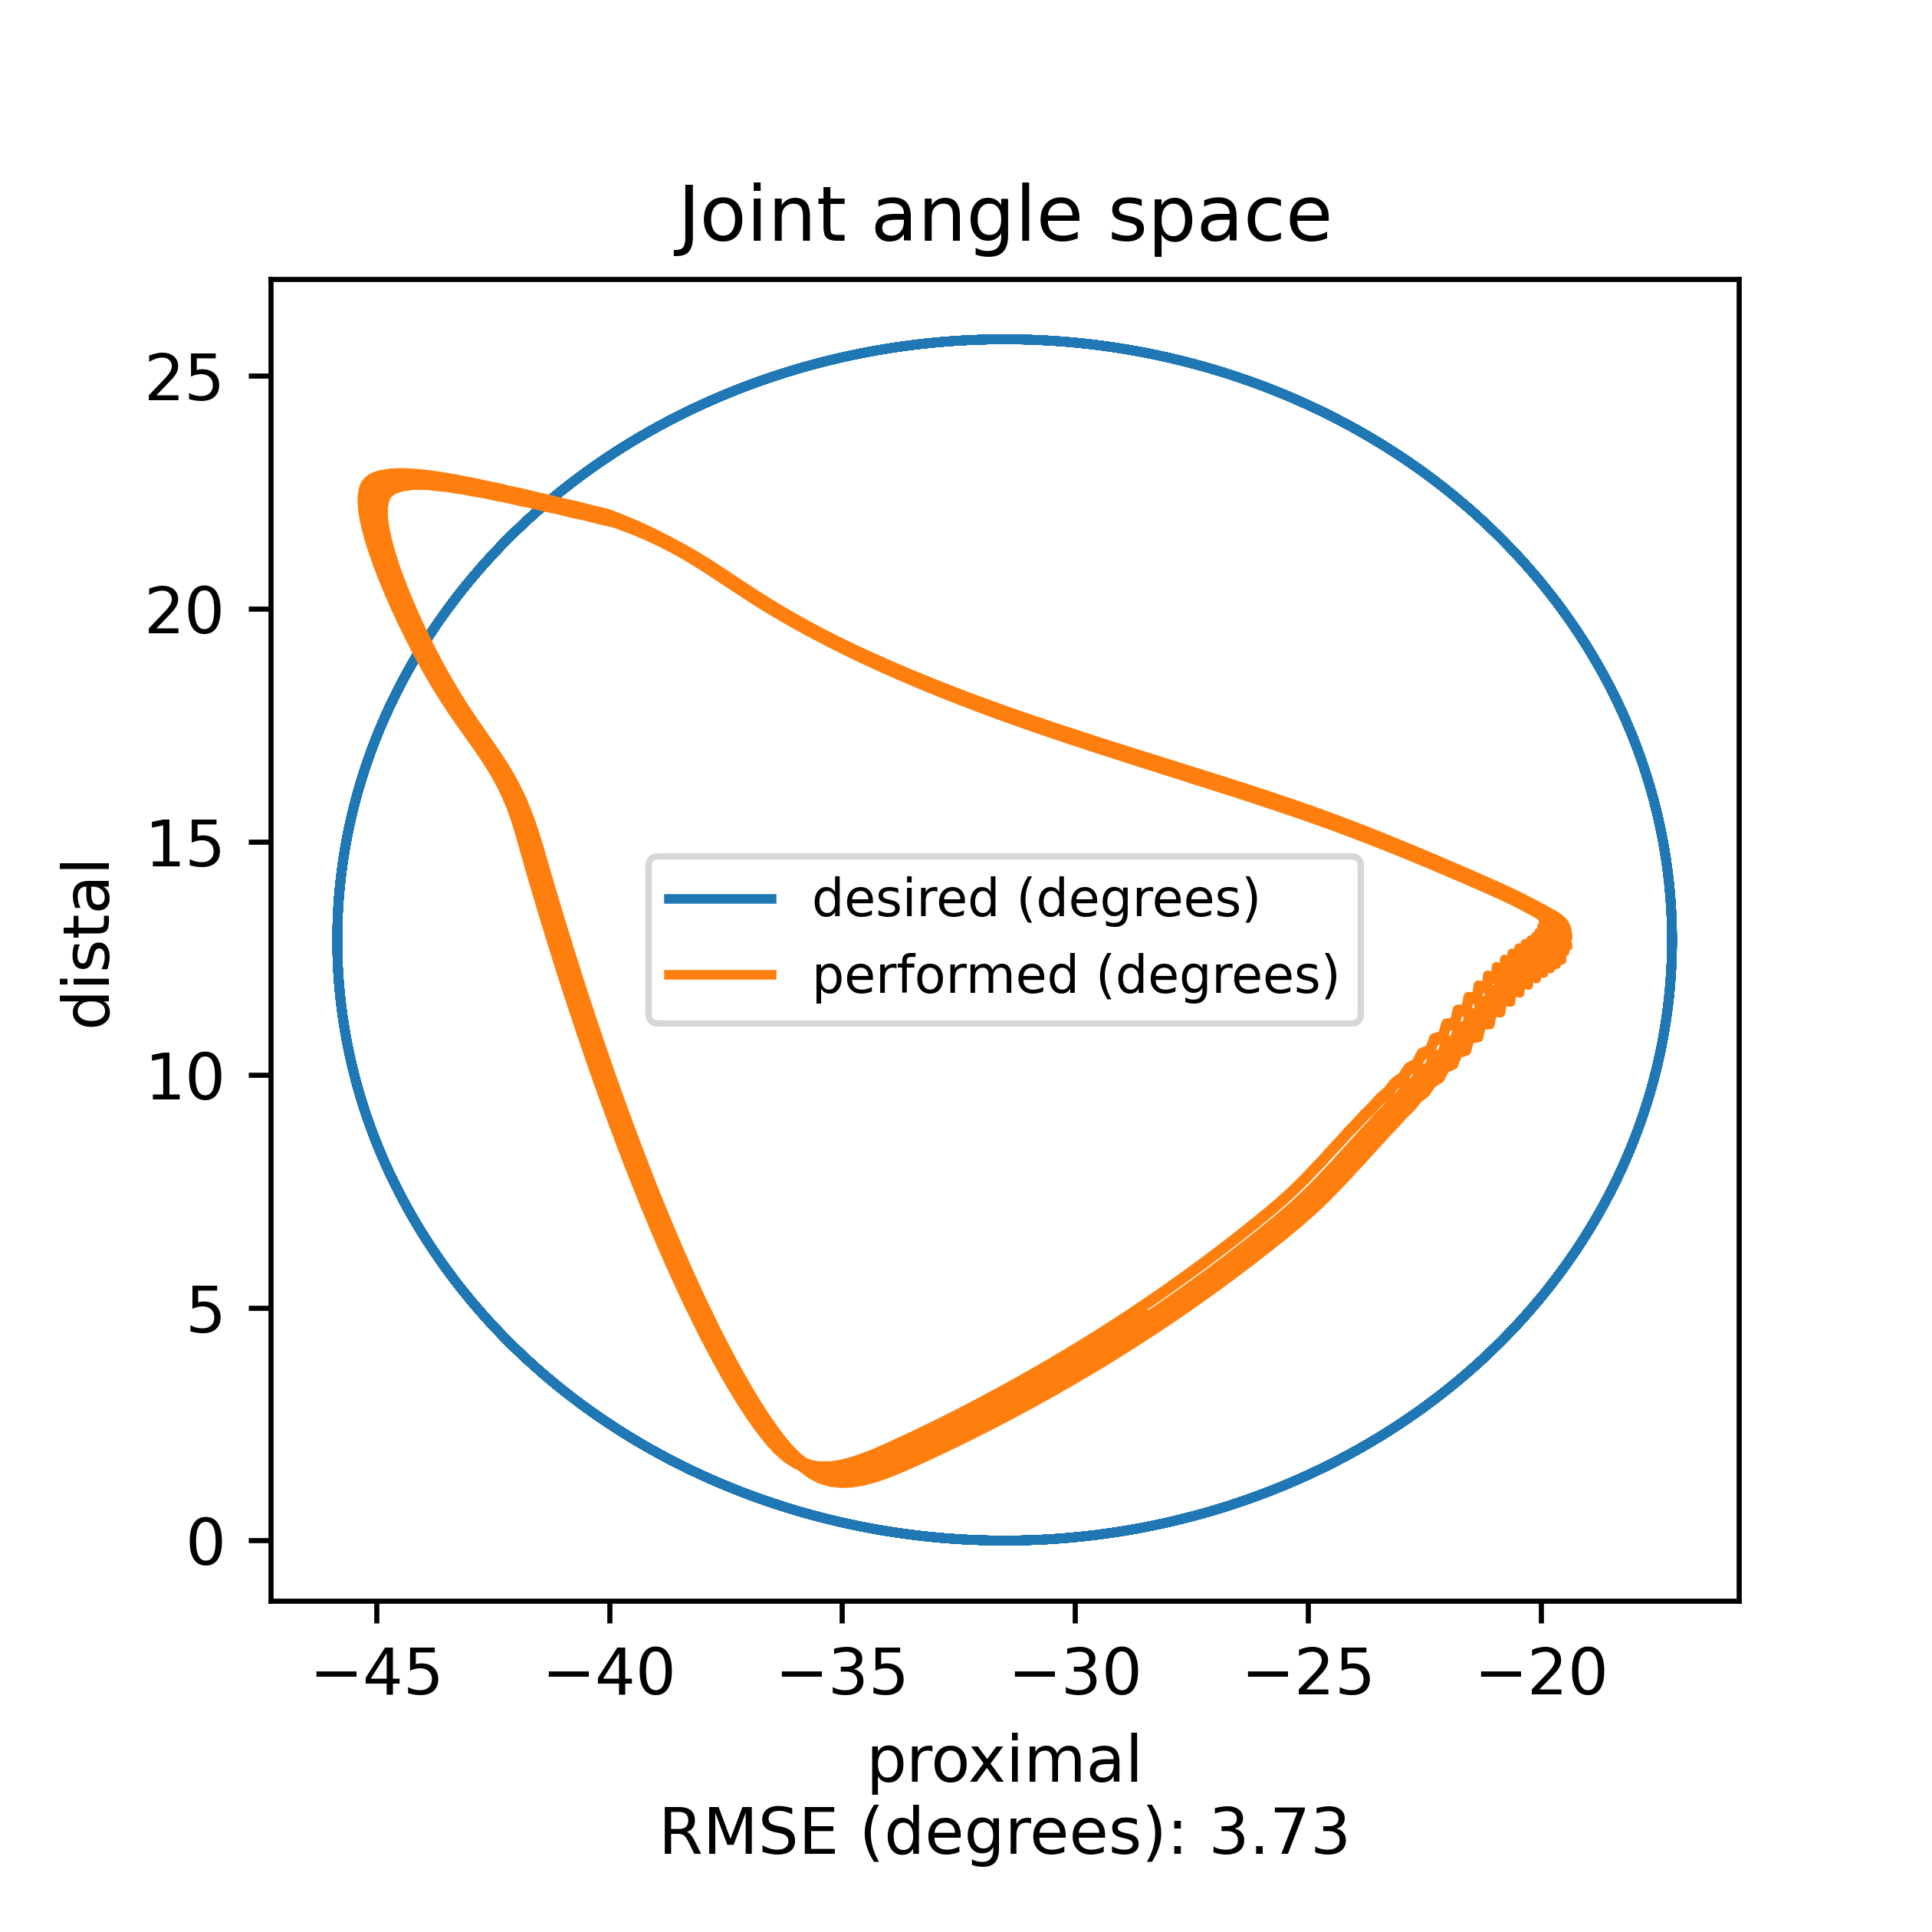 Joint angle space
distal
25
20
15
10
5
0
desired (degrees)
performed (degrees)
−45 −40 −35 −30 −25 −20
proximal
RMSE (degrees): 3.73